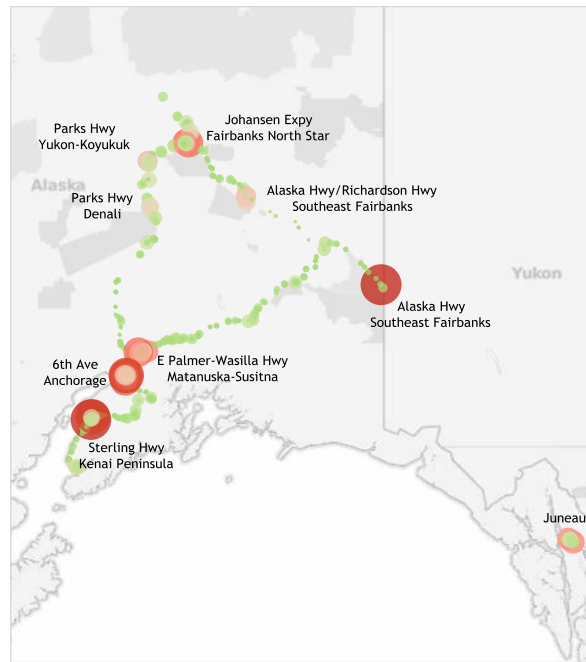 Johansen Expy
Fairbanks North Star
Parks Hwy
Yukon-Koyukuk
Alaska
Alaska Hwy/Richardson Hwy
Southeast Fairbanks
Parks Hwy
Denali
Yukon
Alaska Hwy
Southeast Fairbanks
E Palmer-Wasilla Hwy
Matanuska-Susitna
6th Ave
Anchorage
Sterling Hwy
Kenai Peninsula
Juneau